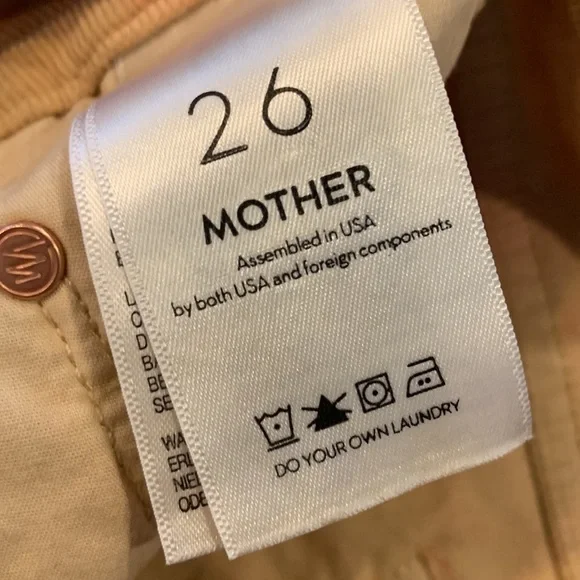 26
MOTHER
Assembled in USA
by both USA and foreign components
DO YOUR OWN LAUNDRY